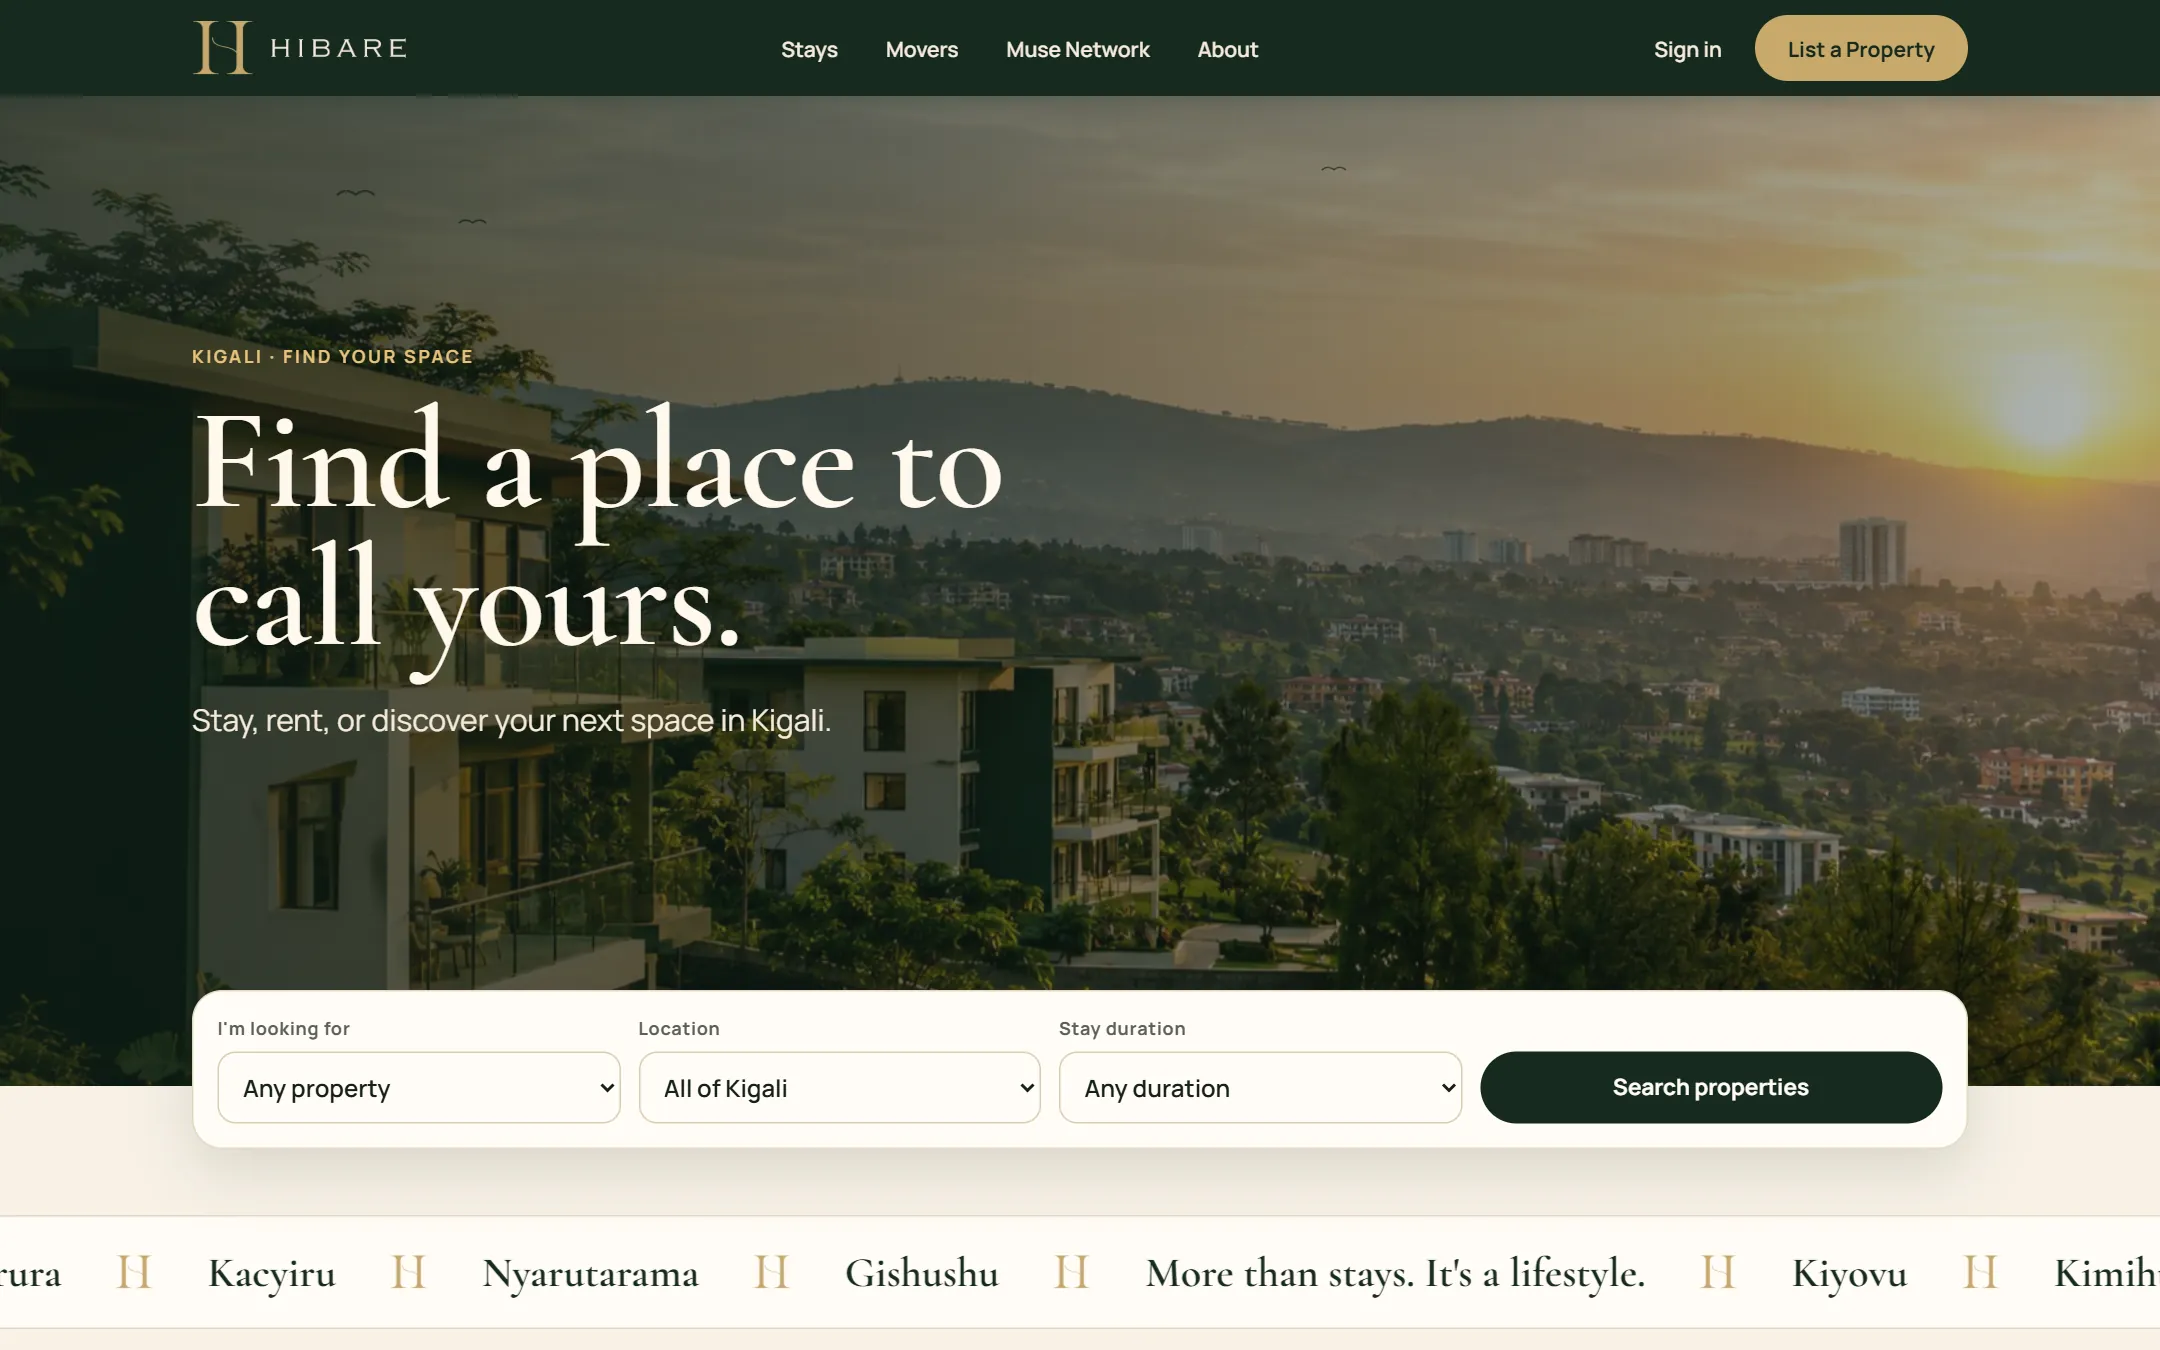 HIBARE
Stays
Movers
Muse Network
About
Sign in
List a Property
KIGALI · FIND YOUR SPACE
Find a place to
call yours.
Stay, rent, or discover your next space in Kigali.
I'm looking for
Location
Stay duration
Any property
All of Kigali
Any duration
Search properties
Kacyiru
Nyarutarama
Gishushu
More than stays. It's a lifestyle.
Kiyovu